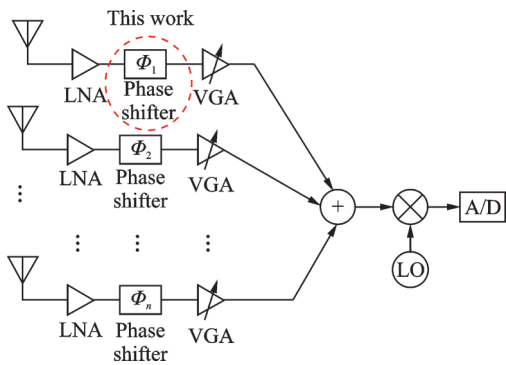 This work
Φ1
LNA
Phase
shifter
VGA
Φ2
LNA
Phase
shifter
VGA
+
A/D
LO
Φn
LNA
Phase
shifter
VGA